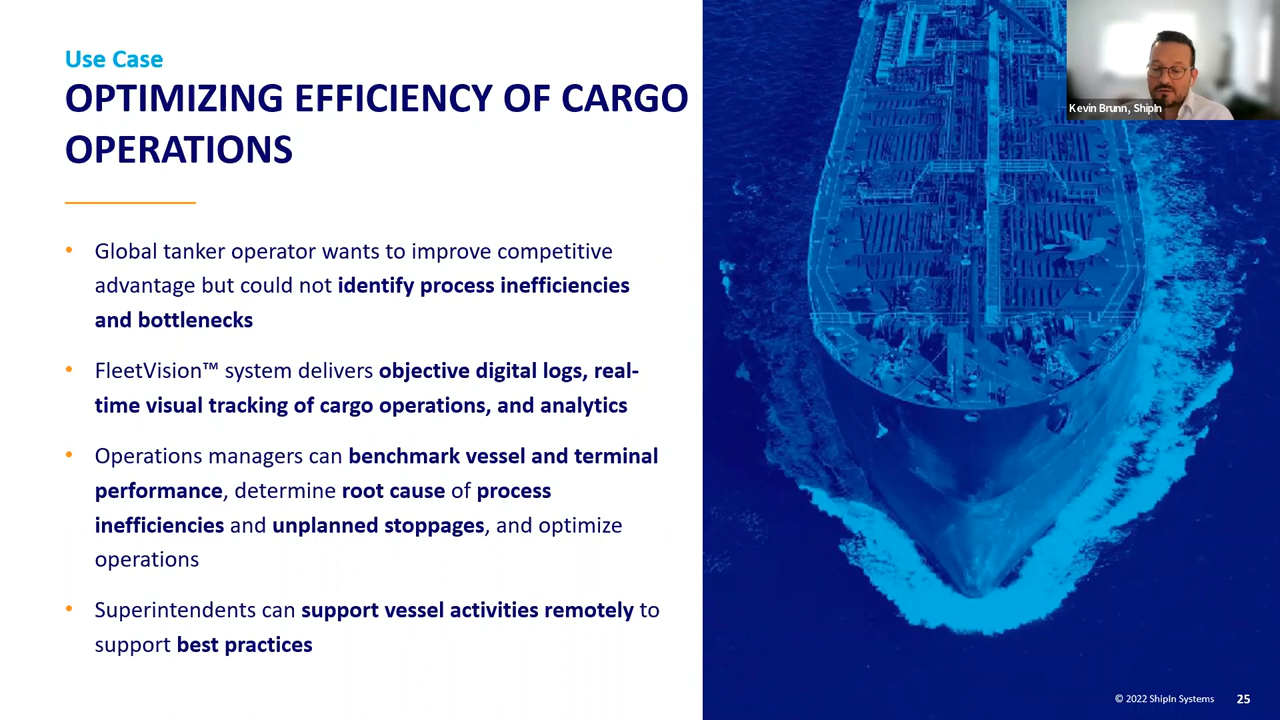 Use Case
OPTIMIZING EFFICIENCY OF CARGO
OPERATIONS
• Global tanker operator wants to improve competitive
advantage but could not identify process inefficiencies
and bottlenecks
• FleetVision™ system delivers objective digital logs, real-
time visual tracking of cargo operations, and analytics
• Operations managers can benchmark vessel and terminal
performance, determine root cause of process
inefficiencies and unplanned stoppages, and optimize
operations
• Superintendents can support vessel activities remotely to
support best practices
Kevin Brunn, ShipIn
© 2022 ShipIn Systems 25